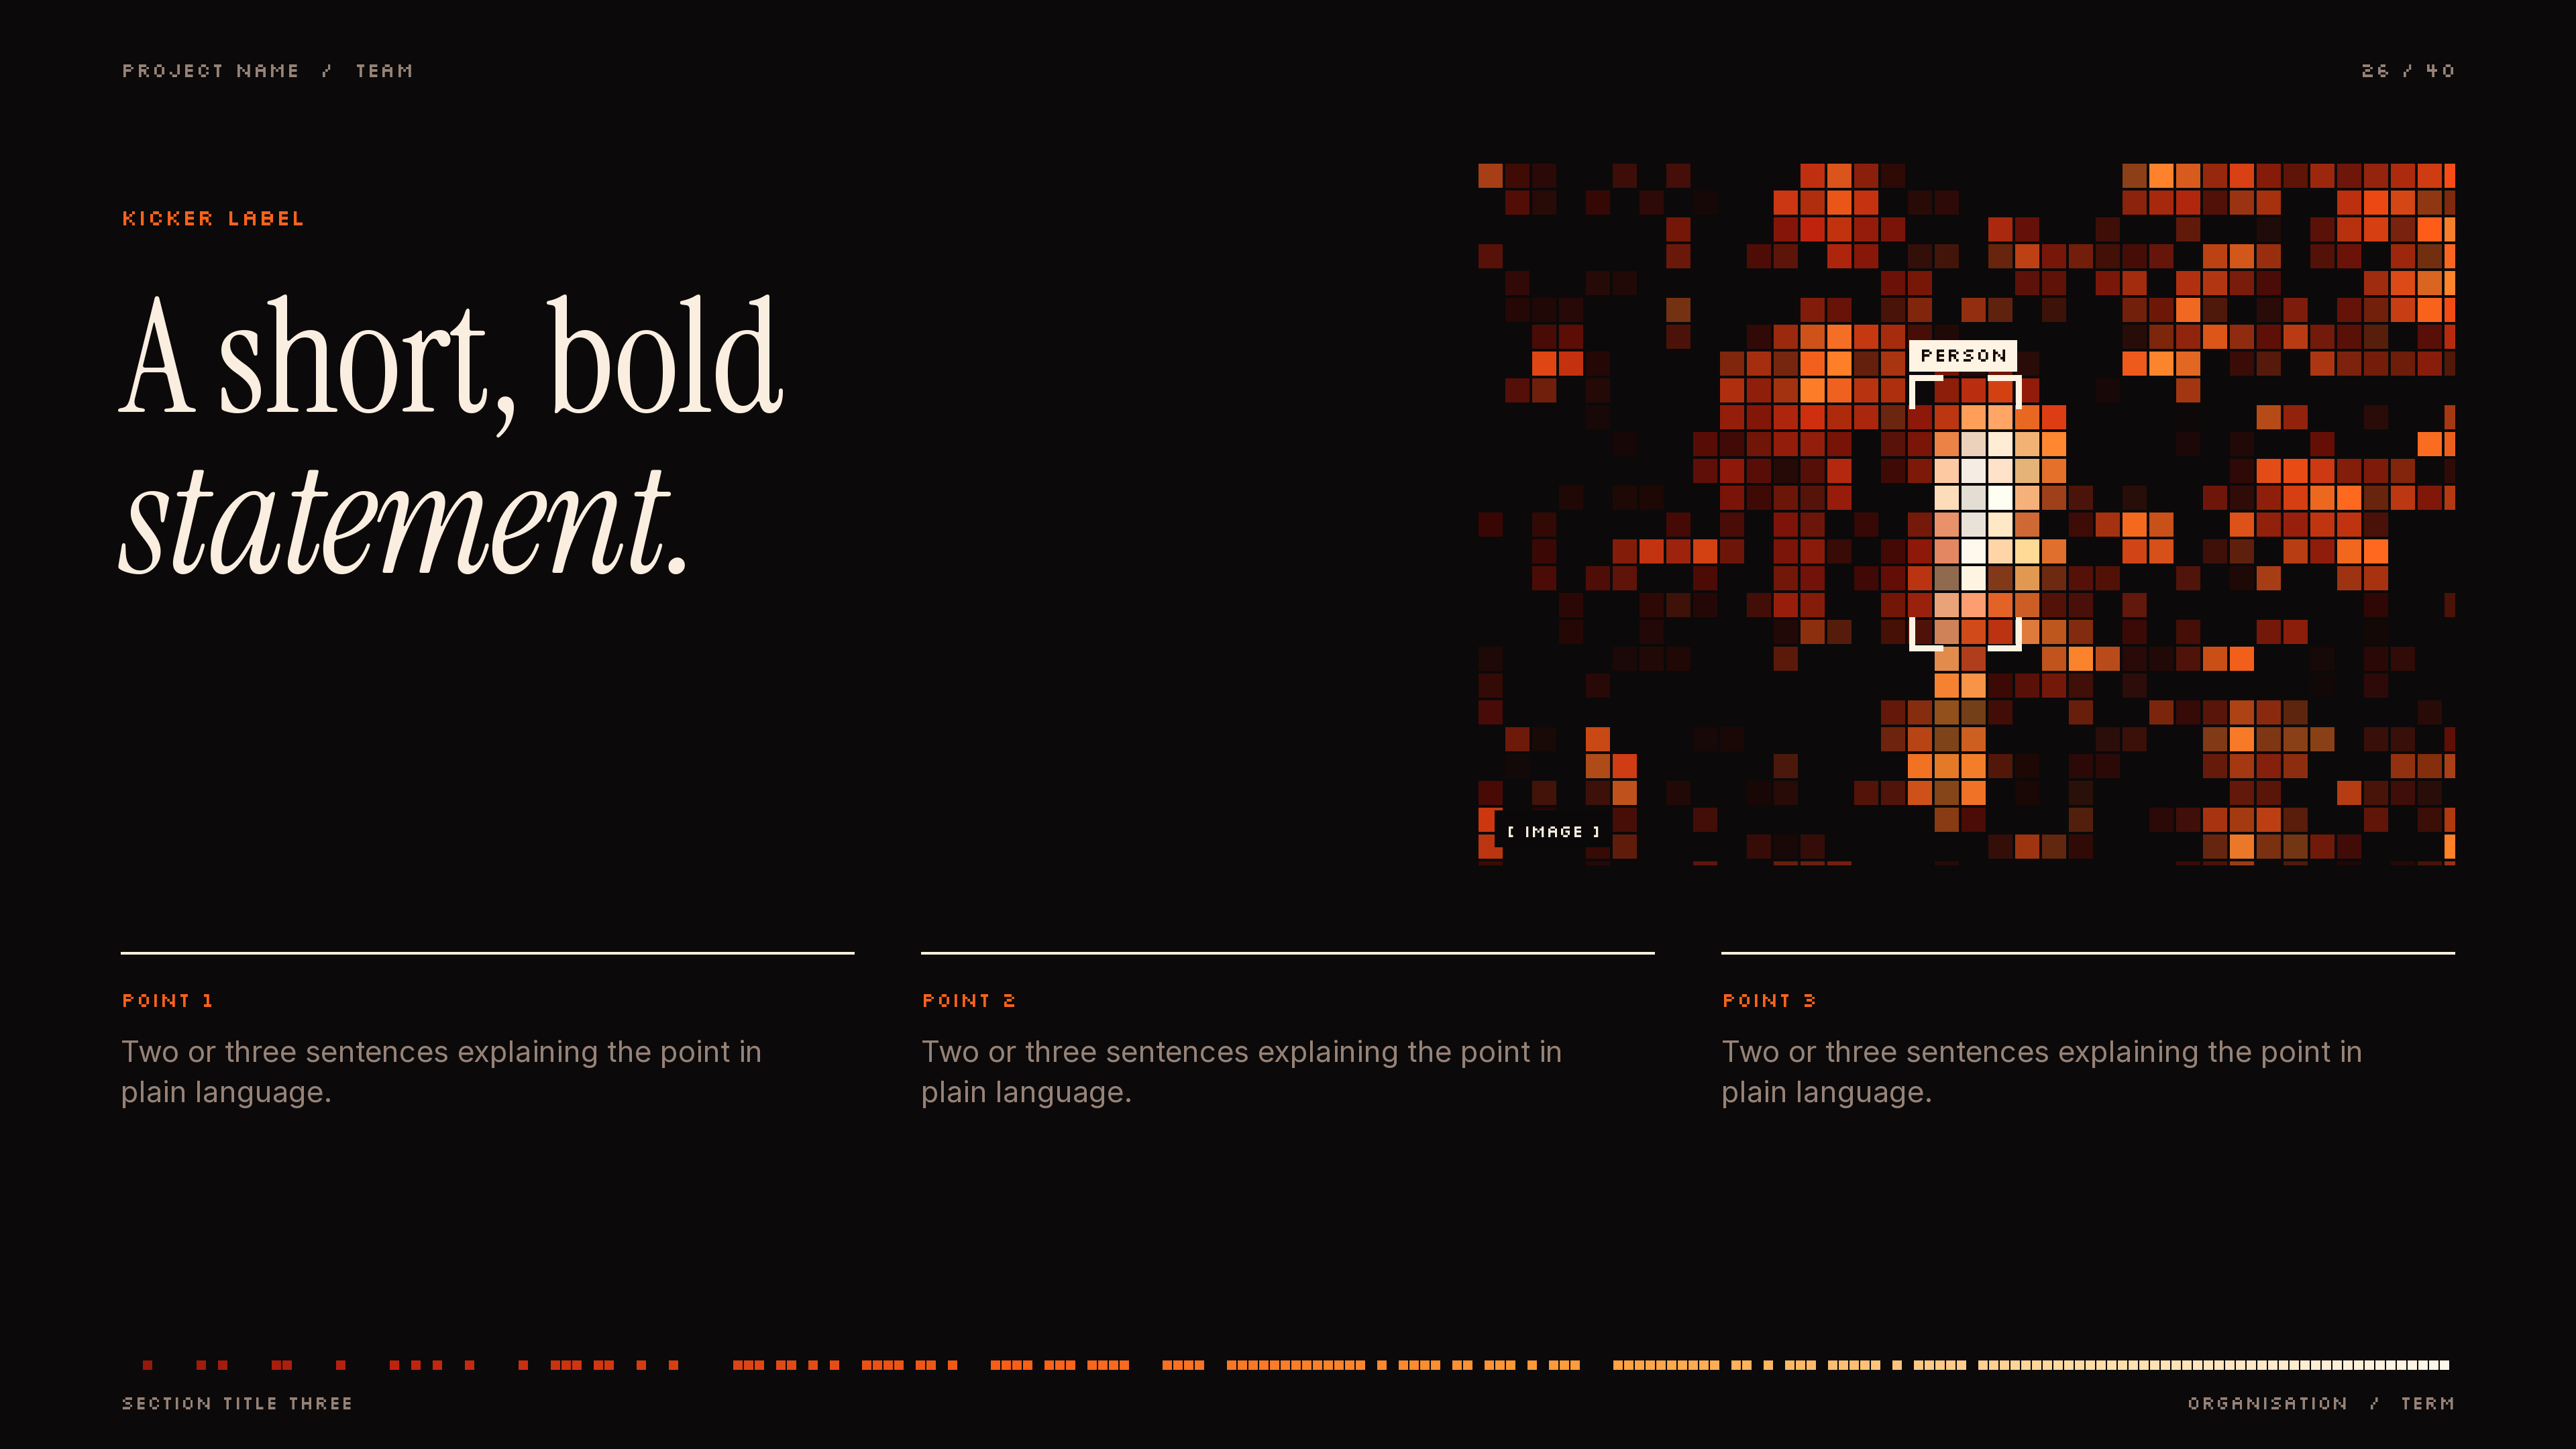 PROJECT NAME / TEAM
26 / 40
KICKER LABEL
A short, bold
statement.
PERSON
[ IMAGE ]
POINT 1
Two or three sentences explaining the point in
plain language.
POINT 2
Two or three sentences explaining the point in
plain language.
POINT 3
Two or three sentences explaining the point in
plain language.
SECTION TITLE THREE
ORGANISATION / TERM